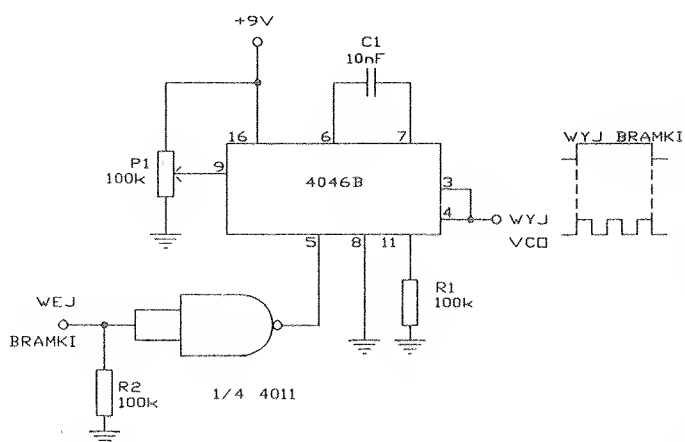 +9V
C1
10nF
16
6
7
WYJ BRAMKI
P1
100k
9
4046B
3
4
WYJ
VCO
5
8
11
R1
100k
WEJ
BRAMKI
R2
100k
1/4 4011